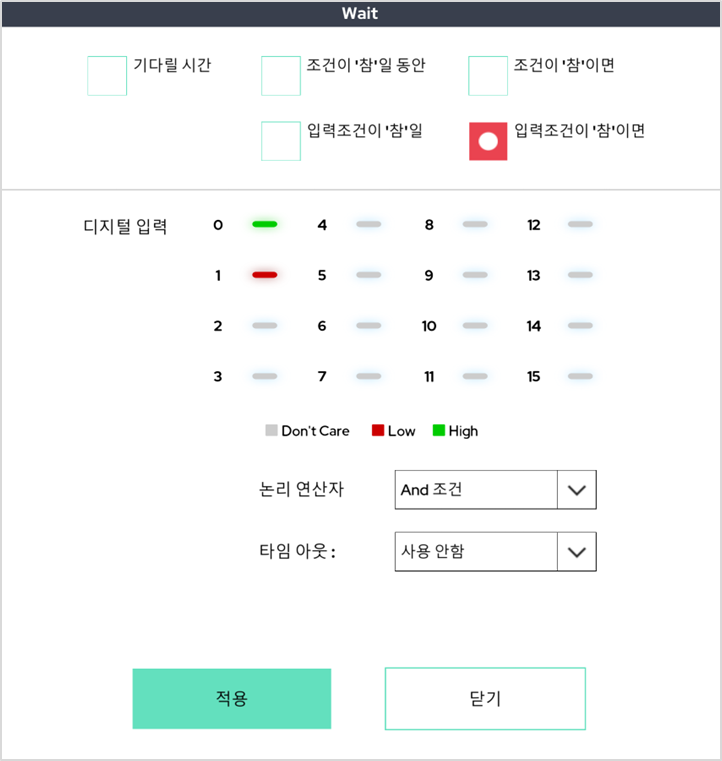 Wait
기다릴 시간 조건이 '참'일 동안 조건이 '참'이면
입력조건이 '참'일 입력조건이 '참'이면
디지털 입력 0 4 8 12
1 5 9 13
2 6 10 14
3 7 11 15
Don't Care Low High
논리 연산자 And 조건
타임 아웃 : 사용 안함
적용 닫기